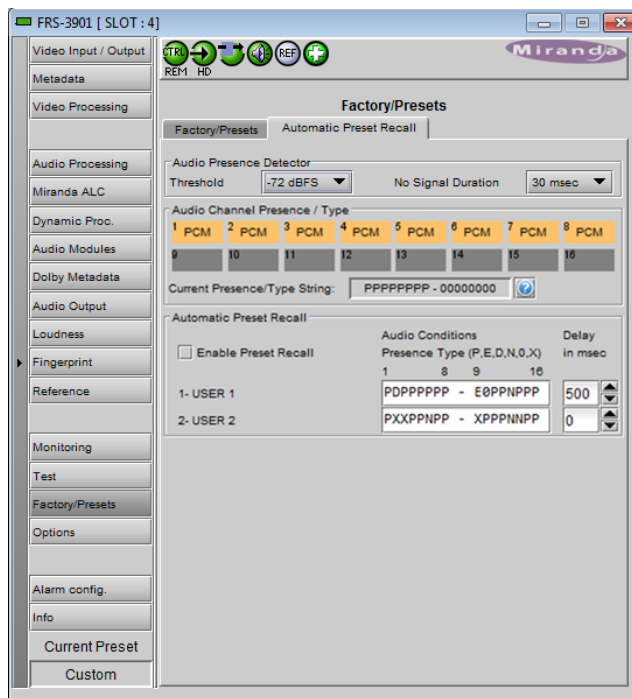 FRS-3901 [ SLOT : 4]
Video Input / Output
Metadata
Video Processing
Audio Processing
Miranda ALC
Dynamic Proc.
Audio Modules
Dolby Metadata
Audio Output
Loudness
Fingerprint
Reference
Monitoring
Test
Factory/Presets
Options
Alarm config.
Info
Current Preset
Custom
CTRL REF
REM HD
Miranda
Factory/Presets
Factory/Presets Automatic Preset Recall
Audio Presence Detector
Threshold -72 dBFS No Signal Duration 30 msec
Audio Channel Presence / Type
1 PCM 2 PCM 3 PCM 4 PCM 5 PCM 6 PCM 7 PCM 8 PCM
9 10 11 12 13 14 15 16
Current Presence/Type String: PPPPPPPP - 00000000 ?
Automatic Preset Recall
Audio Conditions Delay
Enable Preset Recall Presence Type (P,E,D,N,0,X) in msec
1 8 9 16
1- USER 1 PDPPPPPP - E0PPNPPP 500
2- USER 2 PXXPPNPP - XPPPNNPP 0